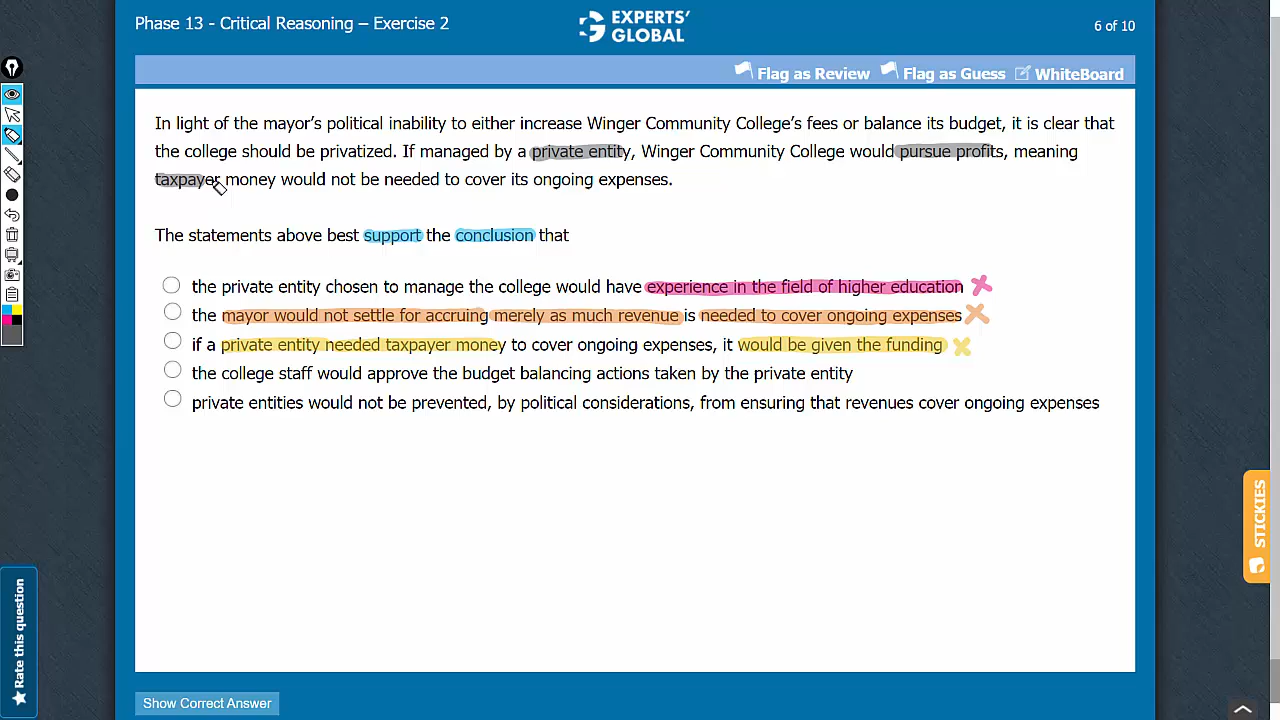 Phase 13 - Critical Reasoning – Exercise 2
EXPERTS'
GLOBAL
6 of 10
Flag as Review
Flag as Guess
WhiteBoard
In light of the mayor's political inability to either increase Winger Community College's fees or balance its budget, it is clear that
the college should be privatized. If managed by a private entity, Winger Community College would pursue profits, meaning
taxpayer money would not be needed to cover its ongoing expenses.
The statements above best support the conclusion that
the private entity chosen to manage the college would have experience in the field of higher education
the mayor would not settle for accruing merely as much revenue is needed to cover ongoing expenses
if a private entity needed taxpayer money to cover ongoing expenses, it would be given the funding
the college staff would approve the budget balancing actions taken by the private entity
private entities would not be prevented, by political considerations, from ensuring that revenues cover ongoing expenses
STICKIES
Rate this question
Show Correct Answer